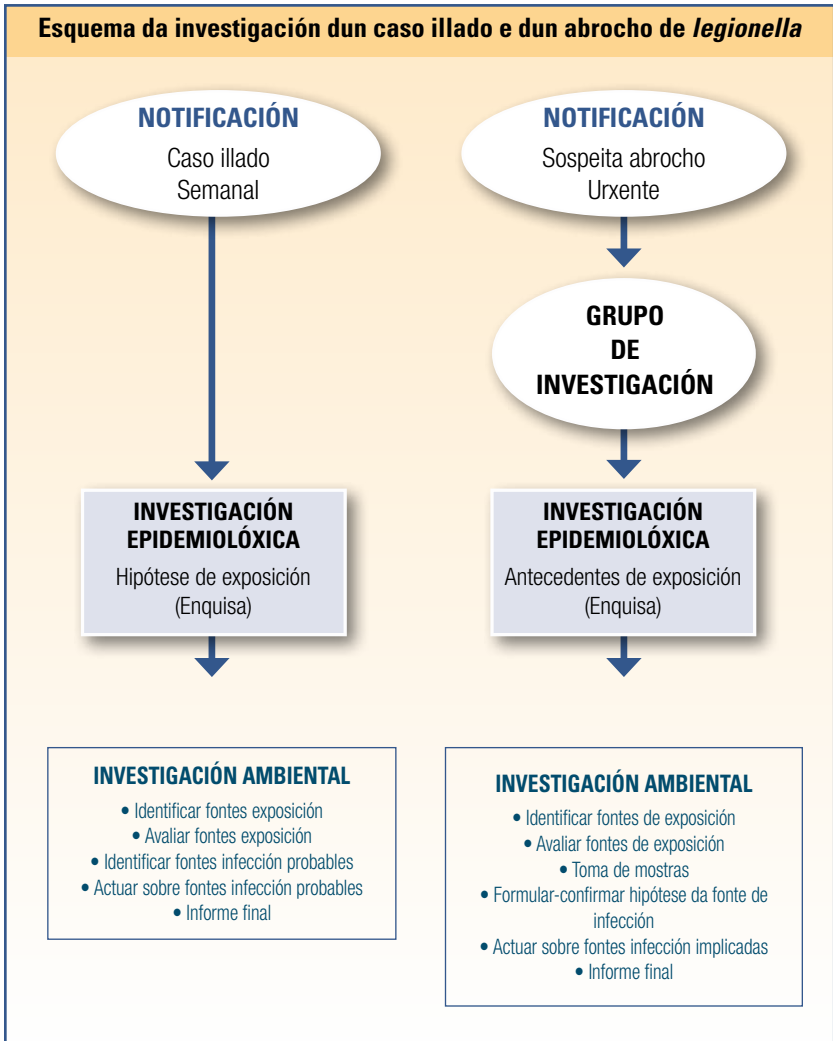 Esquema da investigación dun caso illado e dun abrocho de legionella
NOTIFICACIÓN
Caso illado
Semanal
INVESTIGACIÓN
EPIDEMIOLÓXICA
Hipótese de exposición
(Enquisa)
INVESTIGACIÓN AMBIENTAL
• Identificar fontes exposición
• Avaliar fontes exposición
• Identificar fontes infección probables
• Actuar sobre fontes infección probables
• Informe final
NOTIFICACIÓN
Sospeita abrocho
Urxente
GRUPO
DE
INVESTIGACIÓN
INVESTIGACIÓN
EPIDEMIOLÓXICA
Antecedentes de exposición
(Enquisa)
INVESTIGACIÓN AMBIENTAL
• Identificar fontes de exposición
• Avaliar fontes de exposición
• Toma de mostras
• Formular-confirmar hipótese da fonte de
infección
• Actuar sobre fontes infección implicadas
• Informe final